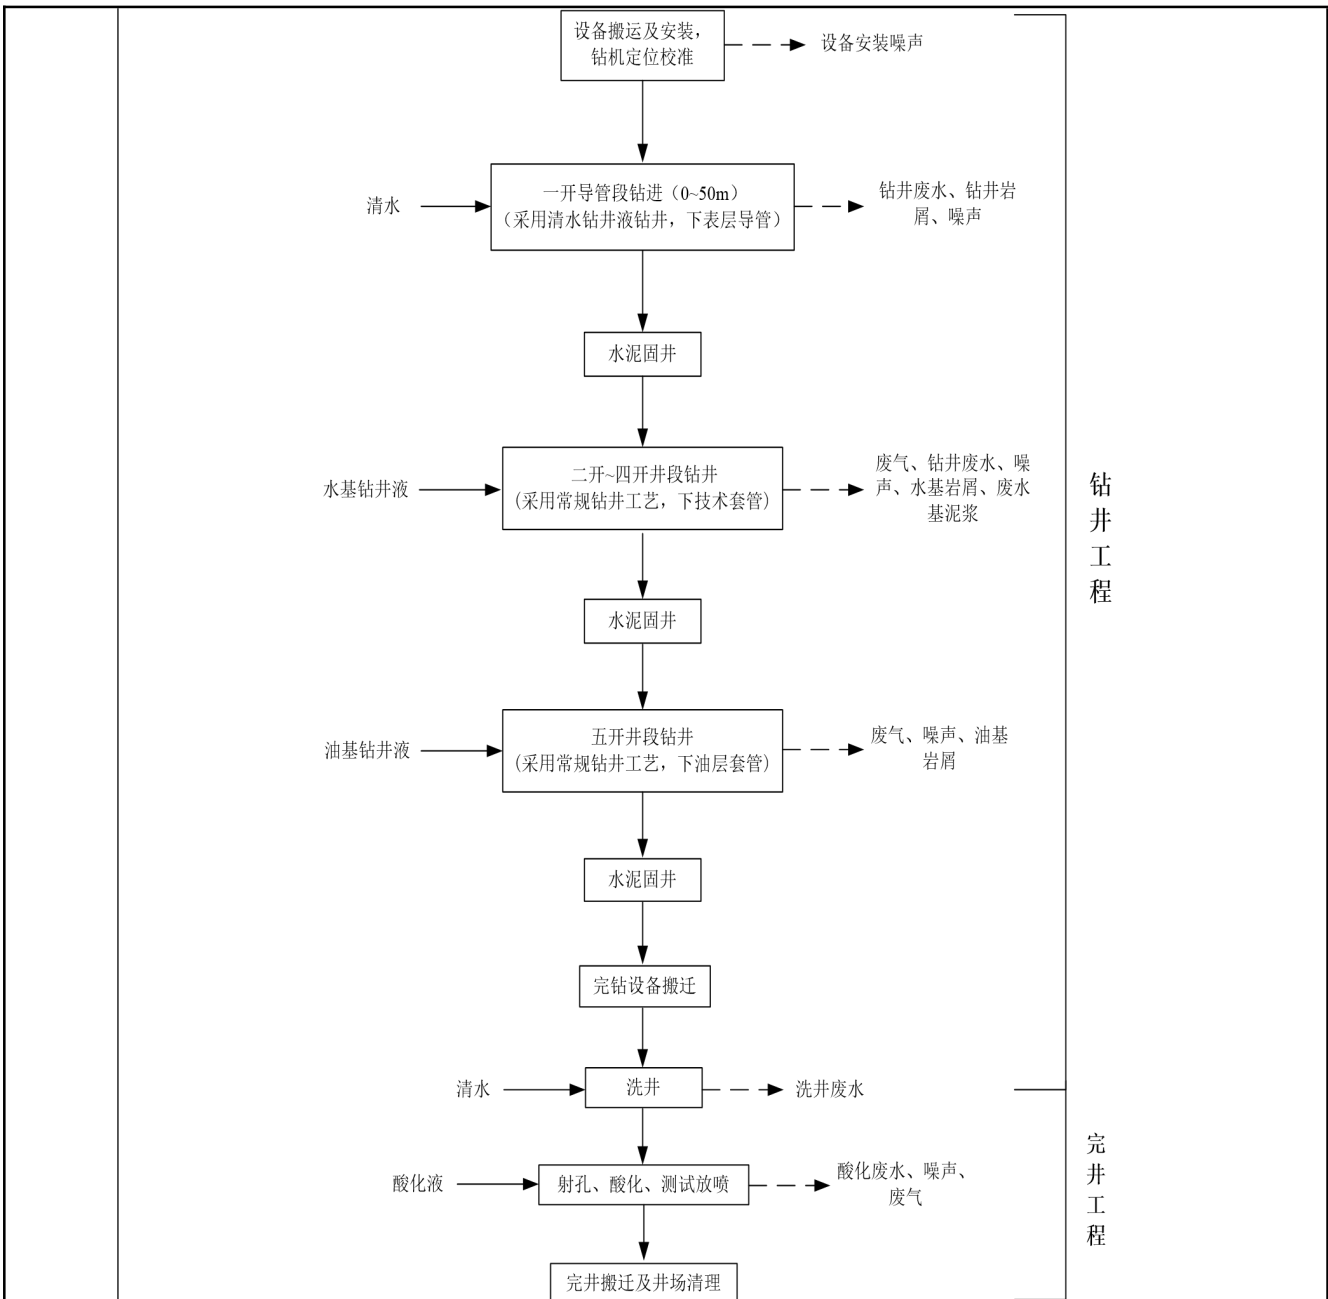 设备搬运及安装，
钻机定位校准
设备安装噪声
一开导管段钻进（0~50m）
（采用清水钻井液钻井，下表层导管）
清水
钻井废水、钻井岩
屑、噪声
水泥固井
二开~四开井段钻井
(采用常规钻井工艺，下技术套管)
水基钻井液
废气、钻井废水、噪
声、水基岩屑、废水
基泥浆
钻井工程
水泥固井
五开井段钻井
(采用常规钻井工艺，下油层套管)
油基钻井液
废气、噪声、油基
岩屑
水泥固井
完钻设备搬迁
清水
洗井
洗井废水
酸化液
射孔、酸化、测试放喷
酸化废水、噪声、
废气
完井工程
完井搬迁及井场清理